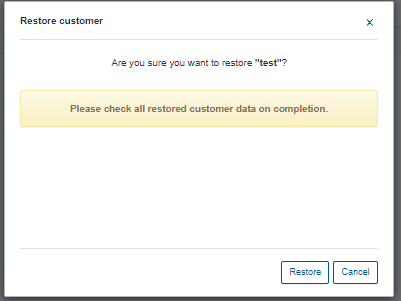 Restore customer
×
Are you sure you want to restore "test"?
Please check all restored customer data on completion.
Restore Cancel